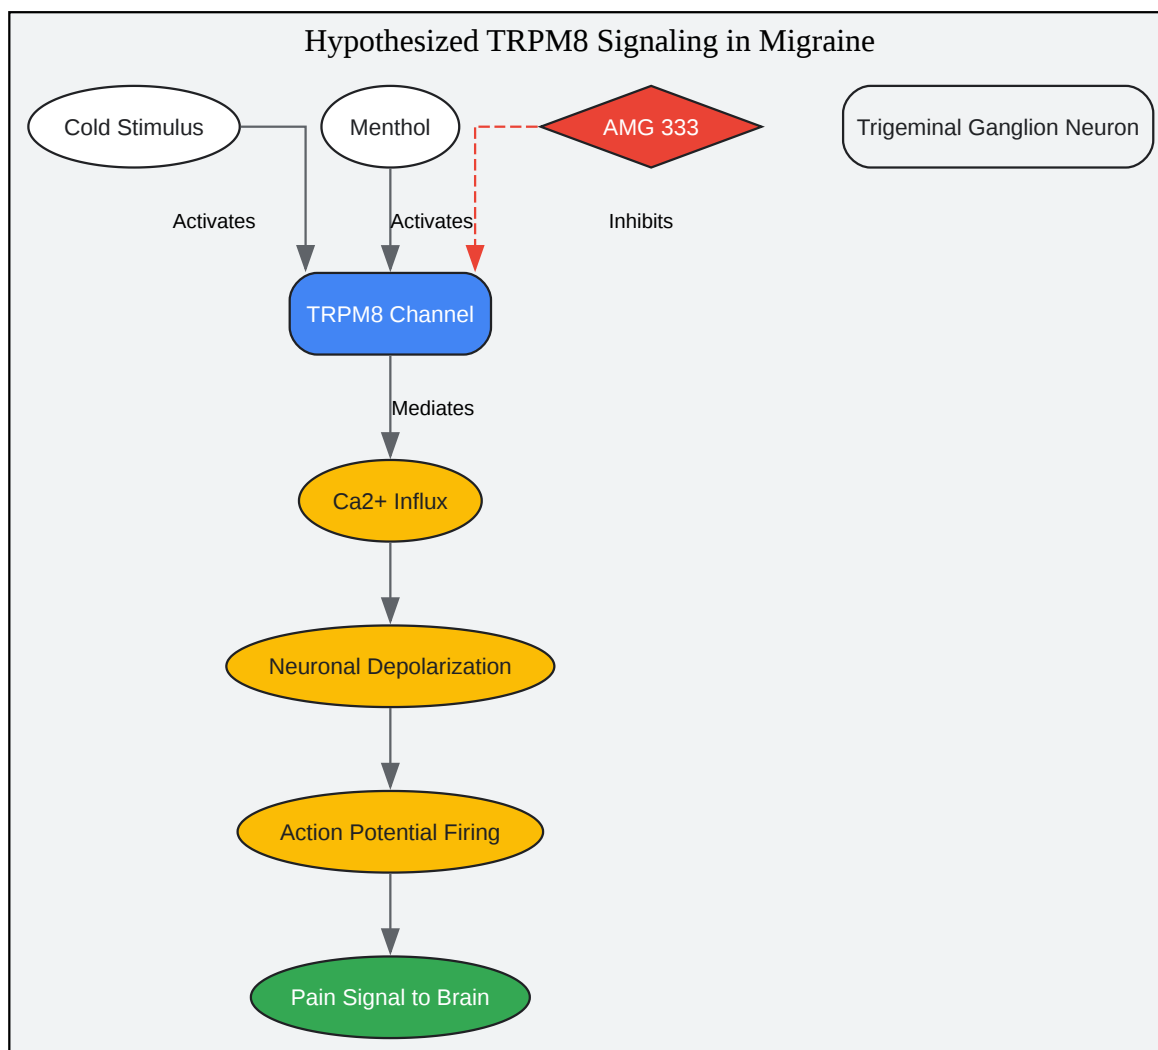 Hypothesized TRPM8 Signaling in Migraine
Cold Stimulus
Menthol
AMG 333
Trigeminal Ganglion Neuron
Activates
Activates
Inhibits
TRPM8 Channel
Mediates
Ca2+ Influx
Neuronal Depolarization
Action Potential Firing
Pain Signal to Brain